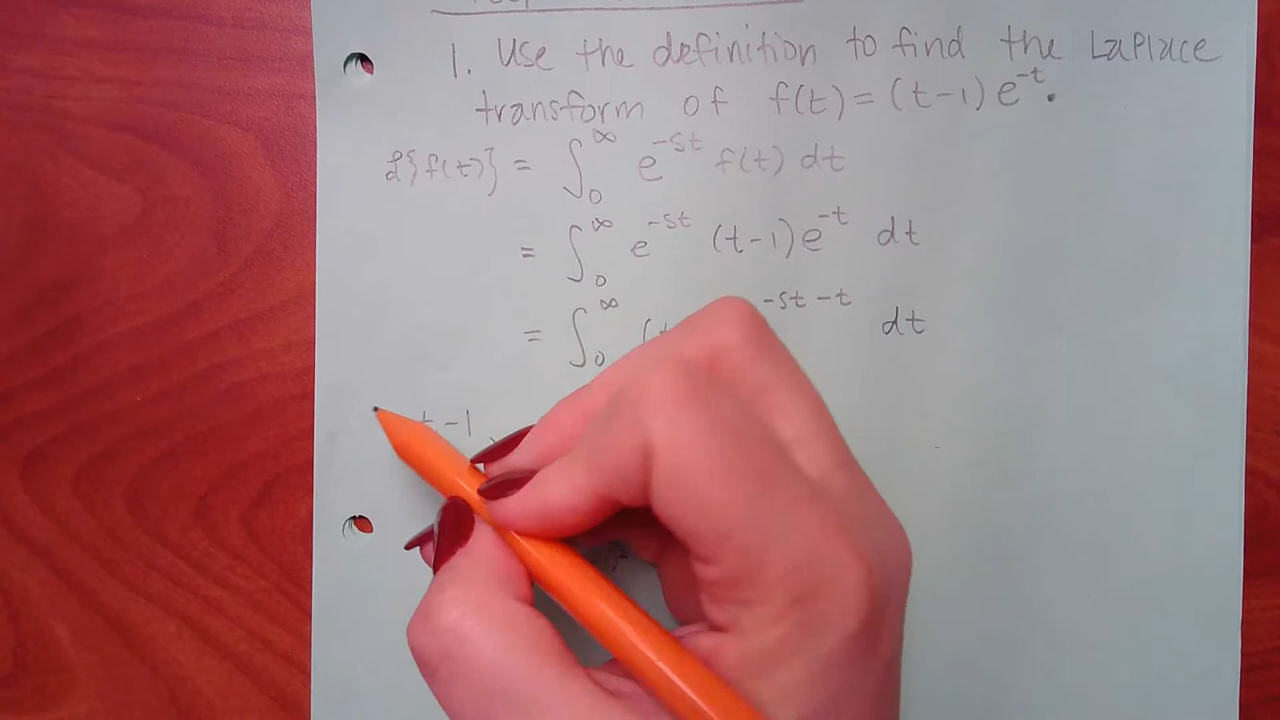 1. Use the definition to find the Laplace
transform of f(t) = (t-1) e^{-t}.
ℒ{f(t)} = ∫_0^∞ e^{-st} f(t) dt
= ∫_0^∞ e^{-st} (t-1) e^{-t} dt
= ∫_0^∞ (t -st-t dt
t-1